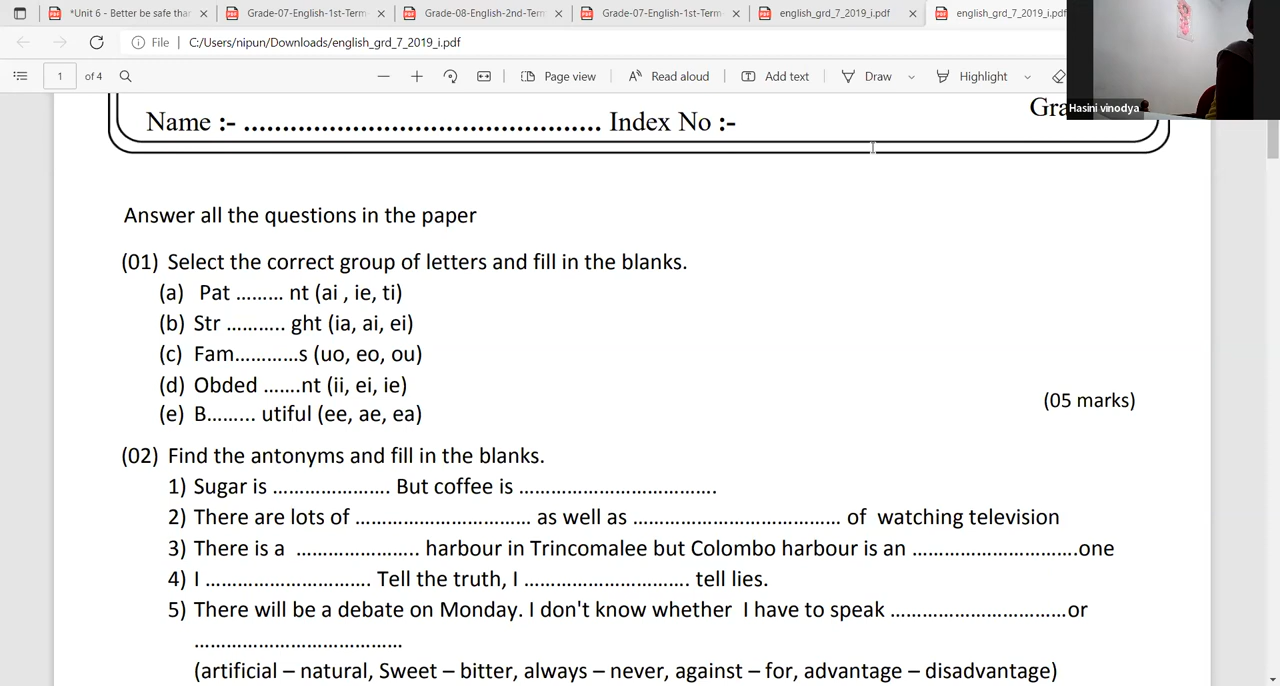 *Unit 6 - Better be safe than
Grade-07-English-1st-Term-
Grade-08-English-2nd-Term-
Grade-07-English-1st-Term-
english_grd_7_2019_i.pdf
english_grd_7_2019_i.pdf
File | C:/Users/nipun/Downloads/english_grd_7_2019_i.pdf
1 of 4
Page view
Read aloud
Add text
Draw
Highlight
Hasini vinodya
Name :- ............................................... Index No :-
Answer all the questions in the paper
(01) Select the correct group of letters and fill in the blanks.
(a) Pat ......... nt (ai , ie, ti)
(b) Str ........... ght (ia, ai, ei)
(c) Fam............s (uo, eo, ou)
(d) Obded .......nt (ii, ei, ie)
(e) B......... utiful (ee, ae, ea)
(05 marks)
(02) Find the antonyms and fill in the blanks.
1) Sugar is ...................... But coffee is .....................................
2) There are lots of ................................. as well as ....................................... of watching television
3) There is a ....................... harbour in Trincomalee but Colombo harbour is an ...............................one
4) I ............................... Tell the truth, I ............................... tell lies.
5) There will be a debate on Monday. I don't know whether I have to speak .................................or
.......................................
(artificial – natural, Sweet – bitter, always – never, against – for, advantage – disadvantage)